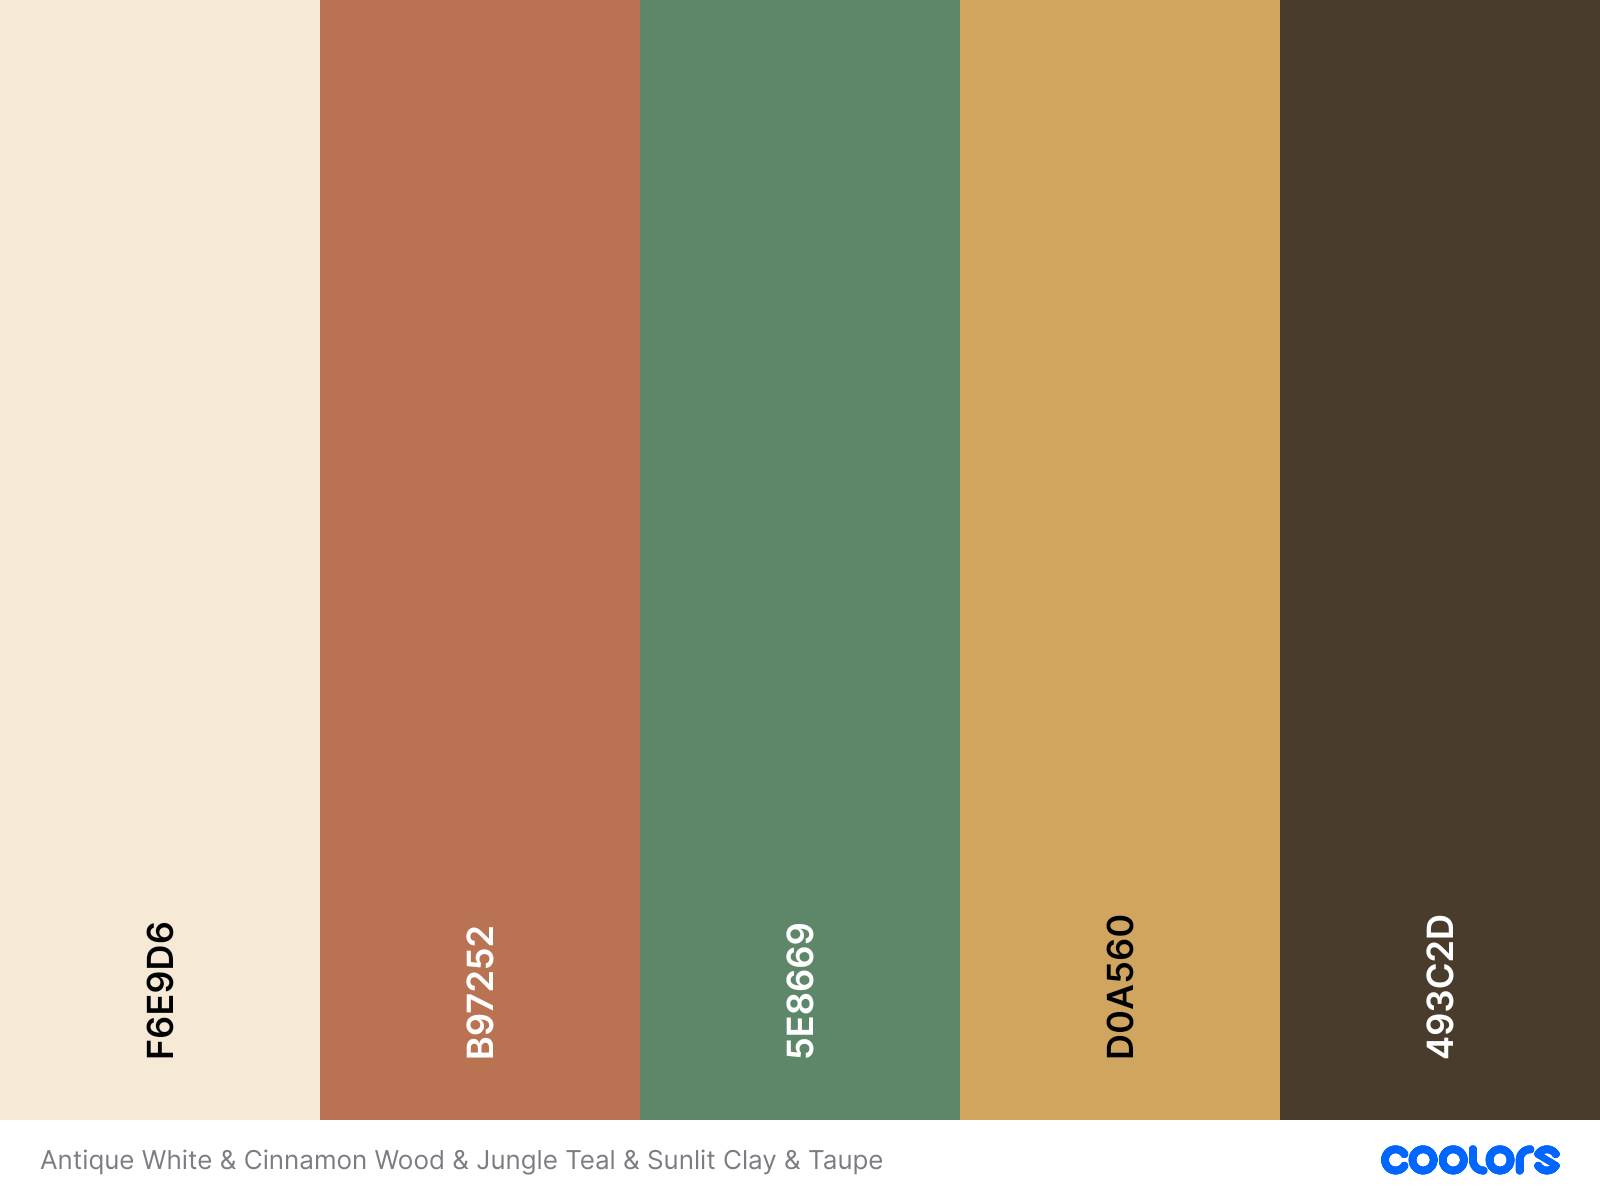 F6E9D6
B97252
5E8669
D0A560
493C2D
Antique White & Cinnamon Wood & Jungle Teal & Sunlit Clay & Taupe
coolors